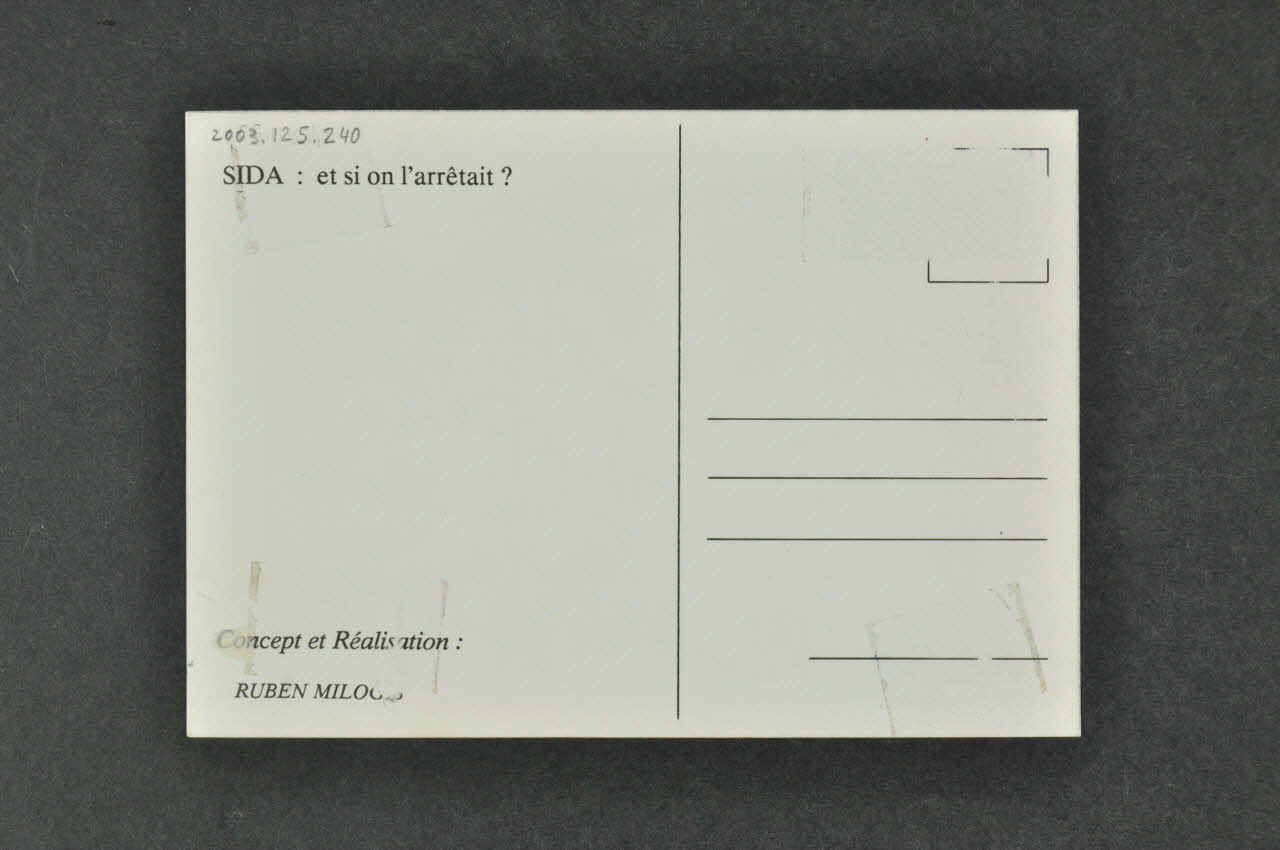 2003.125.240
SIDA : et si on l'arrêtait ?
Concept et Réalisation :
RUBEN